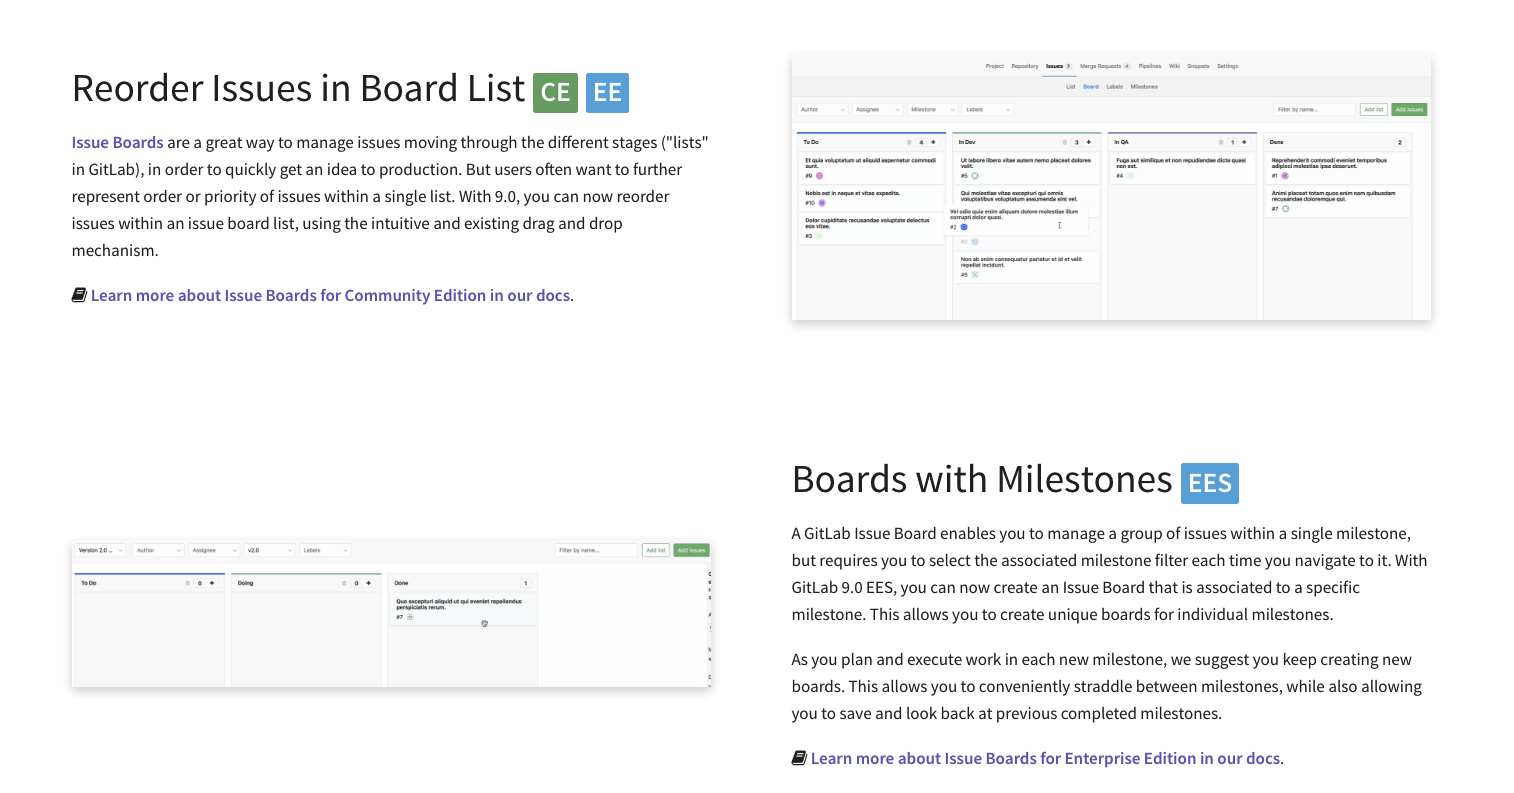 Reorder Issues in Board List CE EE
Issue Boards are a great way to manage issues moving through the different stages ("lists"
in GitLab), in order to quickly get an idea to production. But users often want to further
represent order or priority of issues within a single list. With 9.0, you can now reorder
issues within an issue board list, using the intuitive and existing drag and drop
mechanism.
Learn more about Issue Boards for Community Edition in our docs.
Project Repository Issues 7 Merge Requests 4 Pipelines Wiki Snippets Settings
List Board Labels Milestones
Author Assignee Milestone Labels Filter by name... Add list Add issues
To Do 4 +
Et quia voluptatum ut aliquid aspernatur commodi
sunt.
#9
Nobis est in neque et vitae expedita.
#10
Dolor cupiditate recusandae voluptate delectus
eos vitae.
#3
In Dev 3 +
Ut labore libero vitae autem nemo placeat dolores
velit.
#5
Qui molestiae vitae excepturi qui omnis
voluptatum voluptatum assumenda sint vel.
Vel odio quia enim aliquam dolore molestiae illum
corrupti dolor quasi.
#2
#2
Non ab enim consequatur pariatur et id et velit
repellat incidunt.
#6
In QA 1 +
Fuga aut similique et non repudiandae dicta quasi
non est.
#4
Done 2
Reprehenderit commodi eveniet temporibus
adipisci molestiae ipsa deserunt.
#1
Animi placeat totam quos enim nam quibusdam
recusandae doloremque qui.
#7
Version 2.0 ... Author Assignee v2.0 Labels Filter by name... Add list Add issues
To Do 0 +
Doing 0 +
Done 1
Quo excepturi aliquid ut qui eveniet repellendus
perspiciatis rerum.
#7
Boards with Milestones EES
A GitLab Issue Board enables you to manage a group of issues within a single milestone,
but requires you to select the associated milestone filter each time you navigate to it. With
GitLab 9.0 EES, you can now create an Issue Board that is associated to a specific
milestone. This allows you to create unique boards for individual milestones.
As you plan and execute work in each new milestone, we suggest you keep creating new
boards. This allows you to conveniently straddle between milestones, while also allowing
you to save and look back at previous completed milestones.
Learn more about Issue Boards for Enterprise Edition in our docs.